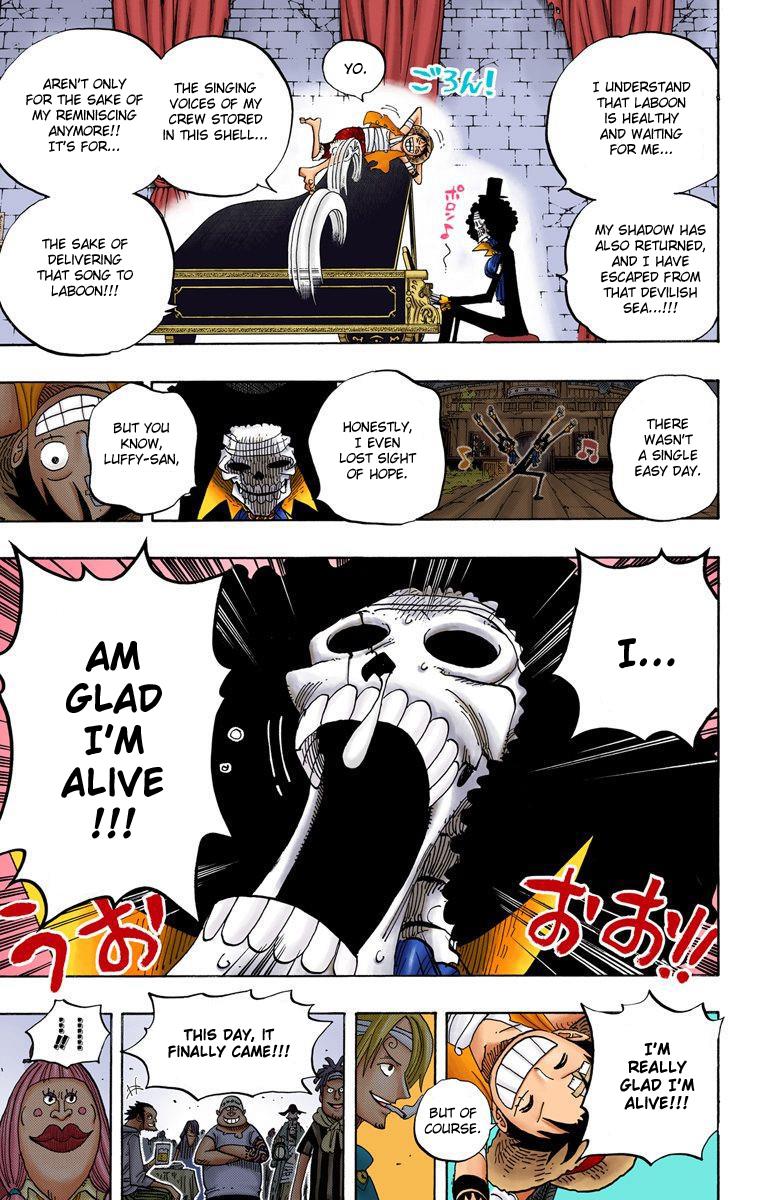 I UNDERSTAND
THAT LABOON
IS HEALTHY
AND WAITING
FOR ME...
MY SHADOW HAS
ALSO RETURNED,
AND I HAVE
ESCAPED FROM
THAT DEVILISH
SEA...!!!
ごろん!
YO.
ポロン♪
THE SINGING
VOICES OF MY
CREW STORED
IN THIS SHELL...
AREN'T ONLY
FOR THE SAKE OF
MY REMINISCING
ANYMORE!!
IT'S FOR...
THE SAKE OF
DELIVERING
THAT SONG TO
LABOON!!!
THERE
WASN'T
A SINGLE
EASY DAY.
HONESTLY,
I EVEN
LOST SIGHT
OF HOPE.
BUT YOU
KNOW,
LUFFY-SAN,
I...
AM
GLAD
I'M
ALIVE
!!!
うお
おお!!
I'M
REALLY
GLAD I'M
ALIVE!!!
BUT OF
COURSE.
THIS DAY, IT
FINALLY CAME!!!
......!!